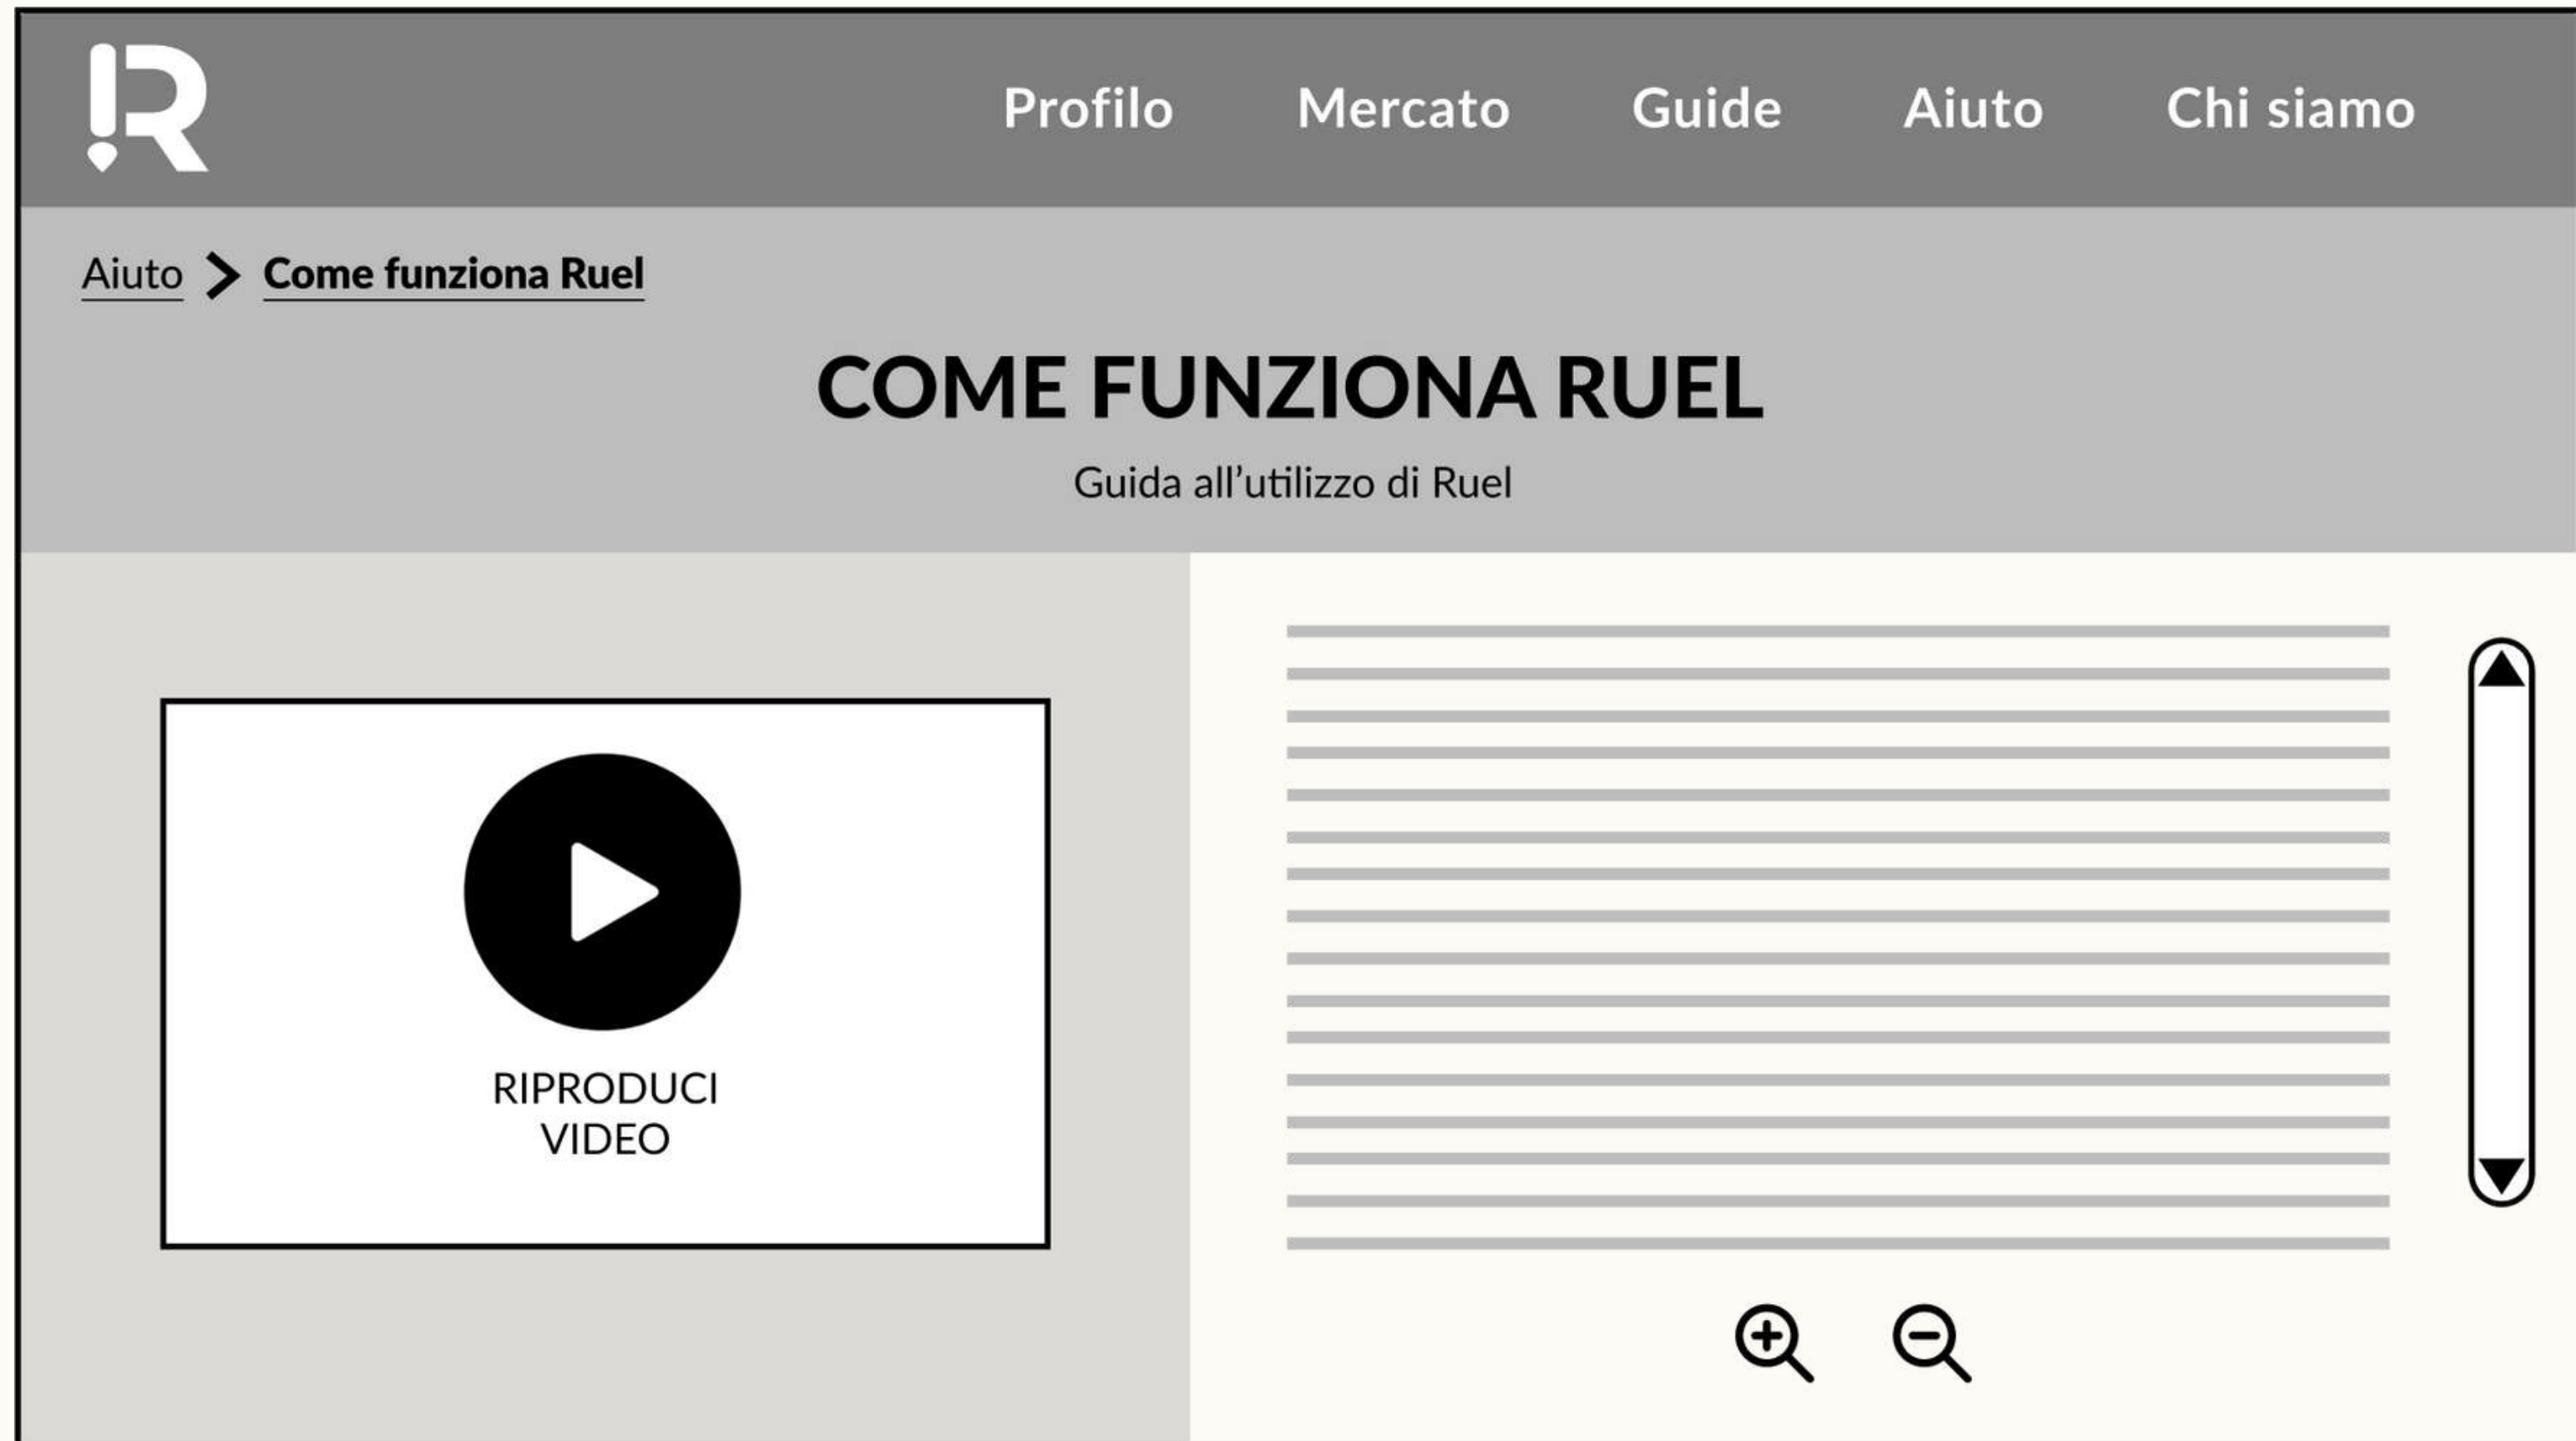 R
Profilo Mercato Guide Aiuto Chi siamo
Aiuto > Come funziona Ruel
COME FUNZIONA RUEL
Guida all’utilizzo di Ruel
RIPRODUCI
VIDEO